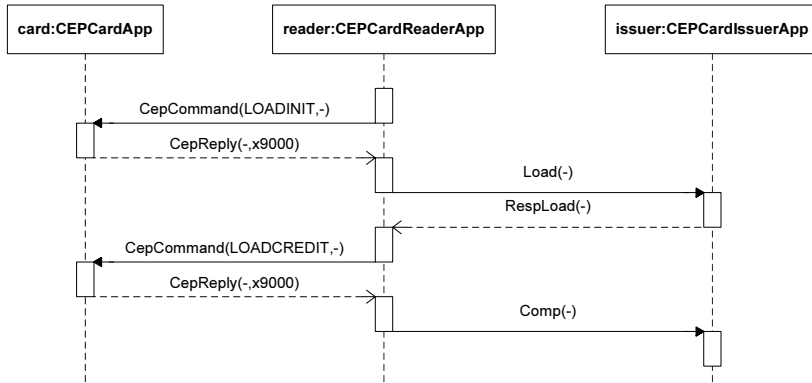 card:CEPCardApp
reader:CEPCardReaderApp
issuer:CEPCardIssuerApp
CepCommand(LOADINIT,-)
CepReply(-,x9000)
Load(-)
RespLoad(-)
CepCommand(LOADCREDIT,-)
CepReply(-,x9000)
Comp(-)